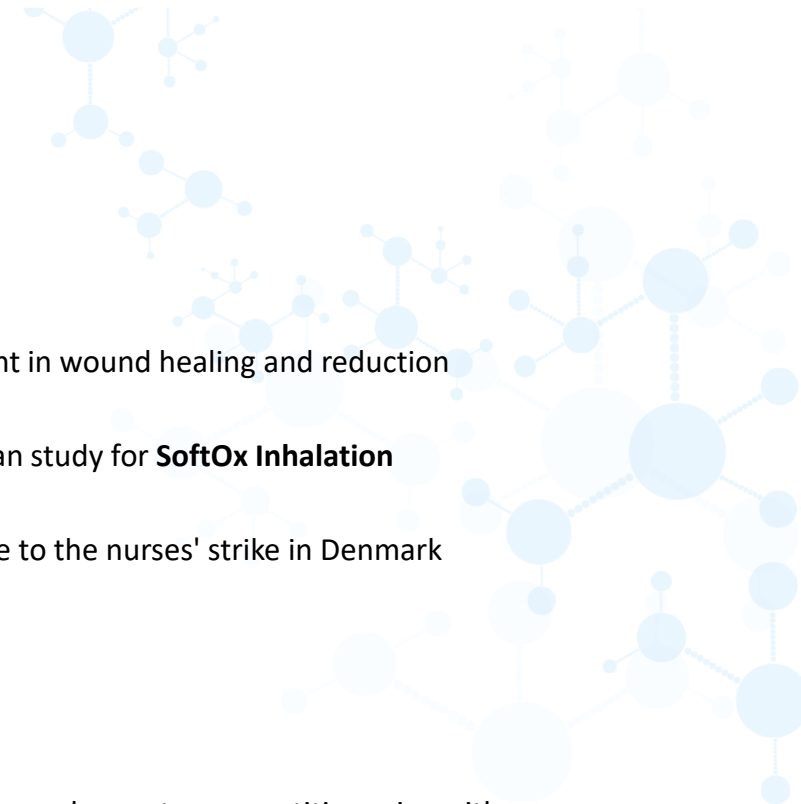 nt in wound healing and reduction
an study for SoftOx Inhalation
e to the nurses' strike in Denmark